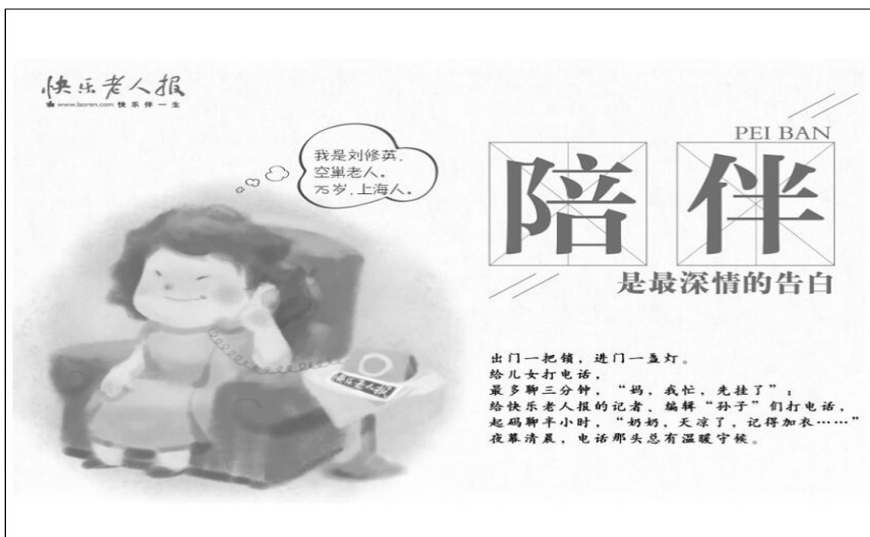 快乐老人报
www.laoren.com 快乐伴一生
我是刘修英，
空巢老人。
75岁，上海人。
PEI BAN
陪伴
是最深情的告白
出门一把锁，进门一盏灯。
给儿女打电话，
最多聊三分钟，“妈，我忙，先挂了”；
给快乐老人报的记者、编辑“孙子”们打电话，
起码聊半小时，“奶奶，天凉了，记得加衣……”
夜幕清晨，电话那头总有温暖守候。
快乐老人报